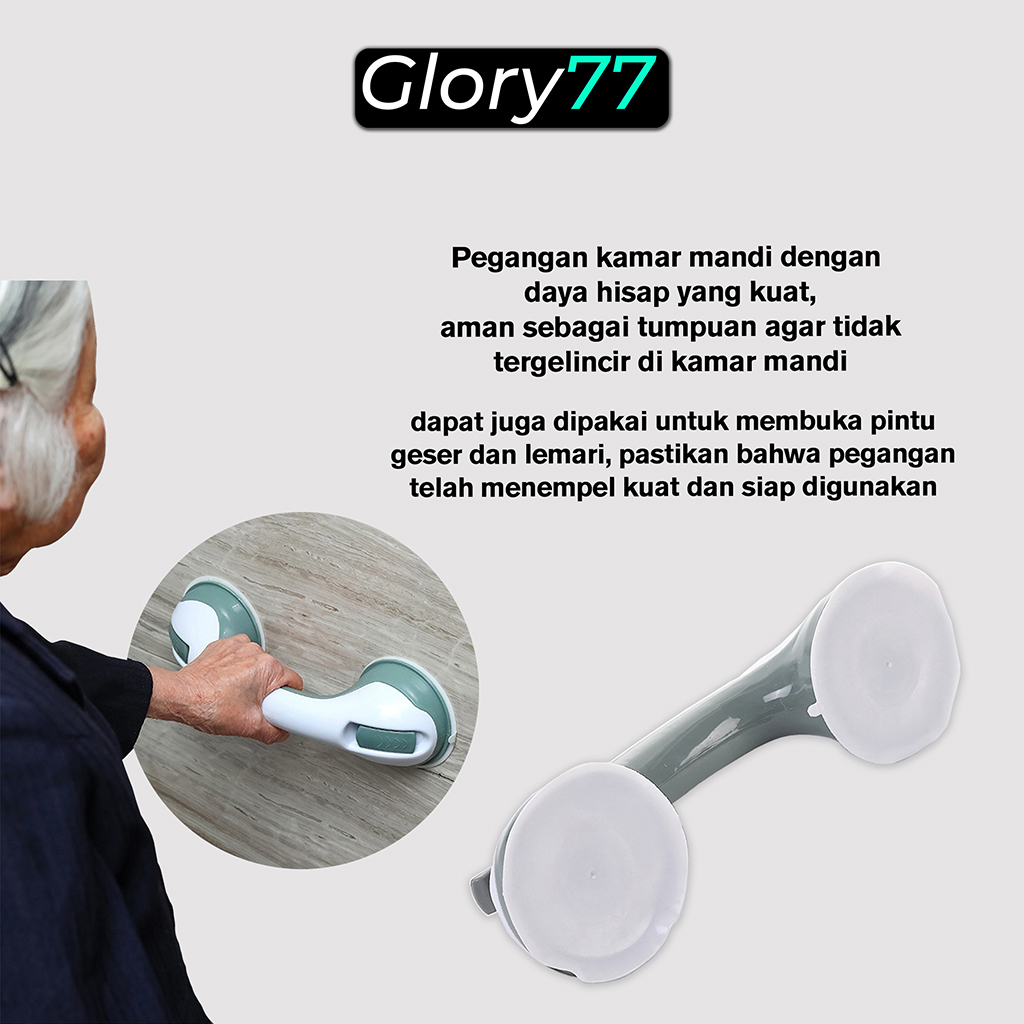 Glory77
Pegangan kamar mandi dengan
daya hisap yang kuat,
aman sebagai tumpuan agar tidak
tergelincir di kamar mandi
dapat juga dipakai untuk membuka pintu
geser dan lemari, pastikan bahwa pegangan
telah menempel kuat dan siap digunakan